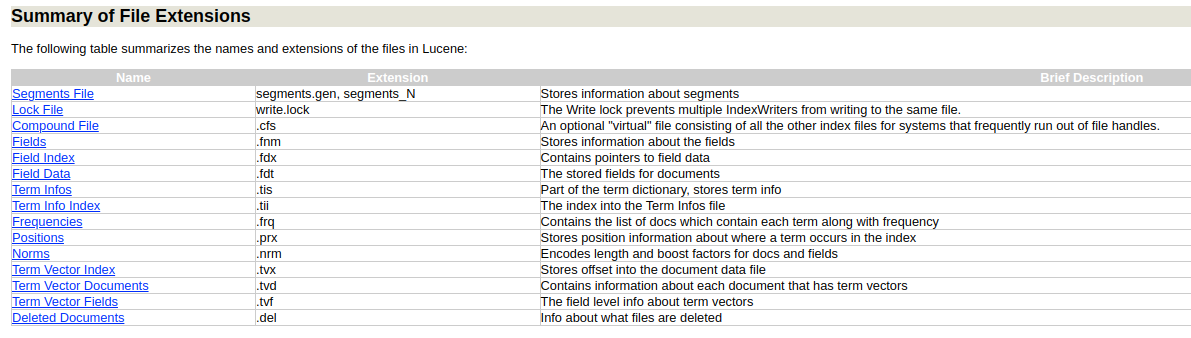 Summary of File Extensions
The following table summarizes the names and extensions of the files in Lucene:
Name Extension Brief Description
Segments File segments.gen, segments_N Stores information about segments
Lock File write.lock The Write lock prevents multiple IndexWriters from writing to the same file.
Compound File .cfs An optional "virtual" file consisting of all the other index files for systems that frequently run out of file handles.
Fields .fnm Stores information about the fields
Field Index .fdx Contains pointers to field data
Field Data .fdt The stored fields for documents
Term Infos .tis Part of the term dictionary, stores term info
Term Info Index .tii The index into the Term Infos file
Frequencies .frq Contains the list of docs which contain each term along with frequency
Positions .prx Stores position information about where a term occurs in the index
Norms .nrm Encodes length and boost factors for docs and fields
Term Vector Index .tvx Stores offset into the document data file
Term Vector Documents .tvd Contains information about each document that has term vectors
Term Vector Fields .tvf The field level info about term vectors
Deleted Documents .del Info about what files are deleted